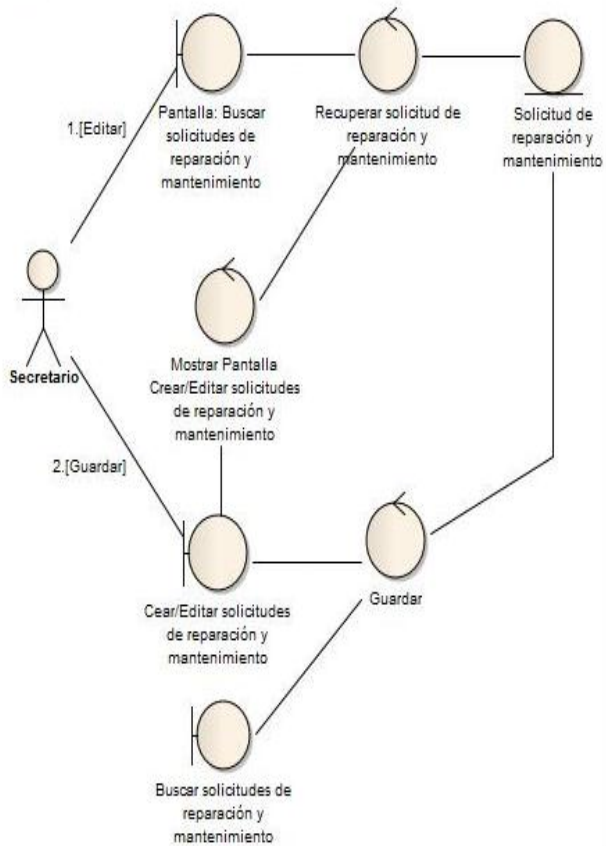 1.[Editar]
Pantalla: Buscar
solicitudes de
reparación y
mantenimiento
Recuperar solicitud de
reparación y
mantenimiento
Solicitud de
reparación y
mantenimiento
Secretario
Mostrar Pantalla
Crear/Editar solicitudes
de reparación y
mantenimiento
2.[Guardar]
Cear/Editar solicitudes
de reparación y
mantenimiento
Guardar
Buscar solicitudes de
reparación y
mantenimiento